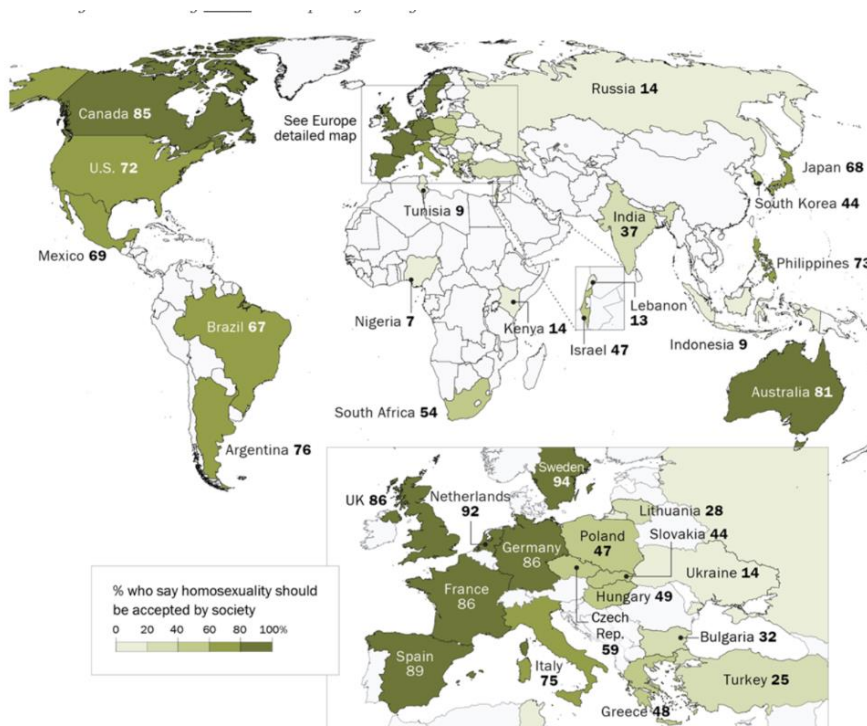 Canada 85
U.S. 72
Mexico 69
Brazil 67
Argentina 76
See Europe
detailed map
Russia 14
Japan 68
South Korea 44
Tunisia 9
India
37
Philippines 73
Nigeria 7
Kenya 14
Lebanon
13
Israel 47
Indonesia 9
South Africa 54
Australia 81
Sweden
94
UK 86
Netherlands
92
Lithuania 28
Slovakia 44
Poland
47
Germany
86
Ukraine 14
France
86
Hungary 49
Czech
Rep.
59
Bulgaria 32
Spain
89
Italy
75
Turkey 25
Greece 48
% who say homosexuality should
be accepted by society
0 20 40 60 80 100%